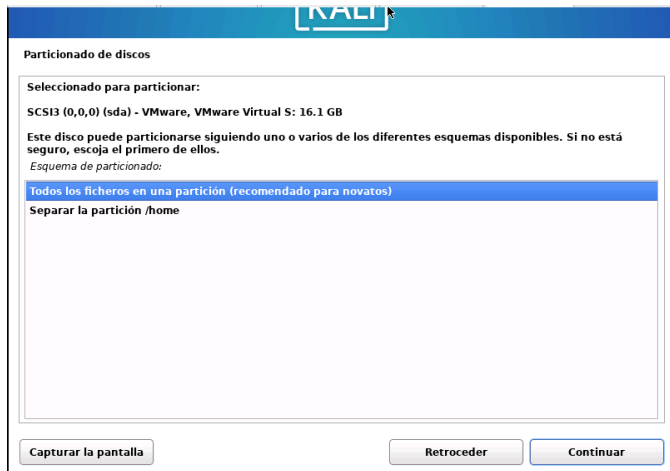 KALI
Particionado de discos
Seleccionado para particionar:
SCSI3 (0,0,0) (sda) - VMware, VMware Virtual S: 16.1 GB
Este disco puede particionarse siguiendo uno o varios de los diferentes esquemas disponibles. Si no está
seguro, escoja el primero de ellos.
Esquema de particionado:
Todos los ficheros en una partición (recomendado para novatos)
Separar la partición /home
Capturar la pantalla
Retroceder
Continuar